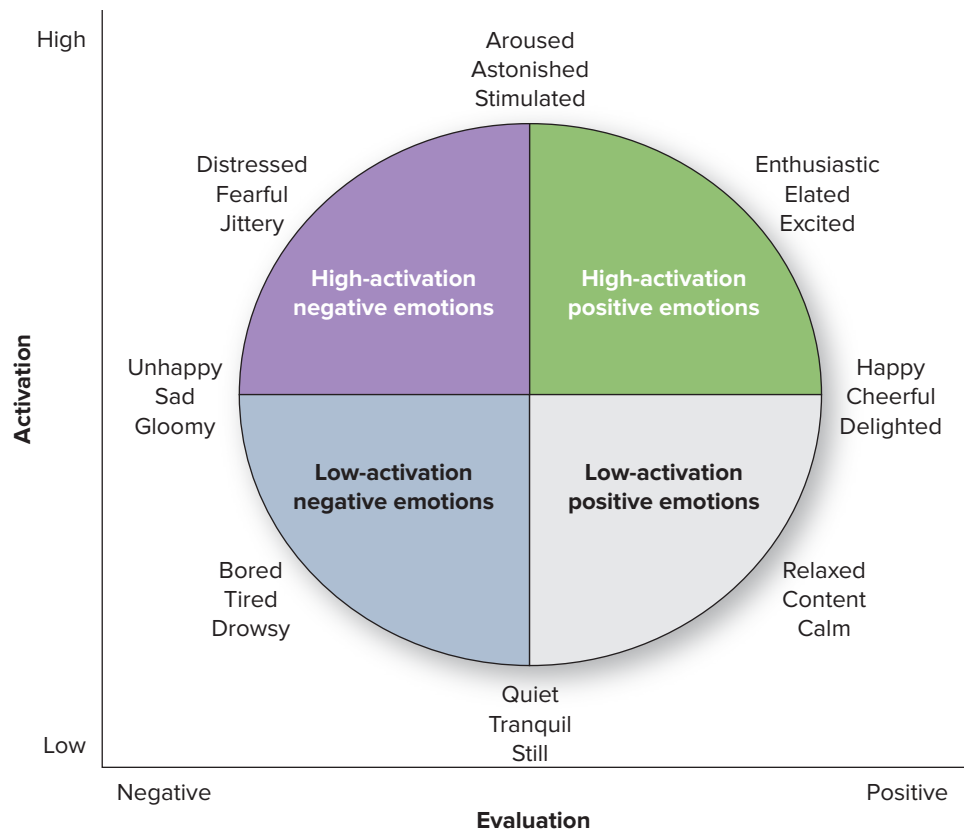 High
Aroused
Astonished
Stimulated
Distressed
Fearful
Jittery
Enthusiastic
Elated
Excited
High-activation
negative emotions
High-activation
positive emotions
Activation
Unhappy
Sad
Gloomy
Happy
Cheerful
Delighted
Low-activation
negative emotions
Low-activation
positive emotions
Bored
Tired
Drowsy
Relaxed
Content
Calm
Quiet
Tranquil
Still
Low
Negative
Positive
Evaluation